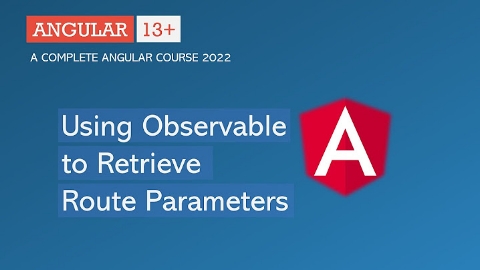 ANGULAR 13+
A COMPLETE ANGULAR COURSE 2022
Using Observable
to Retrieve
Route Parameters
A